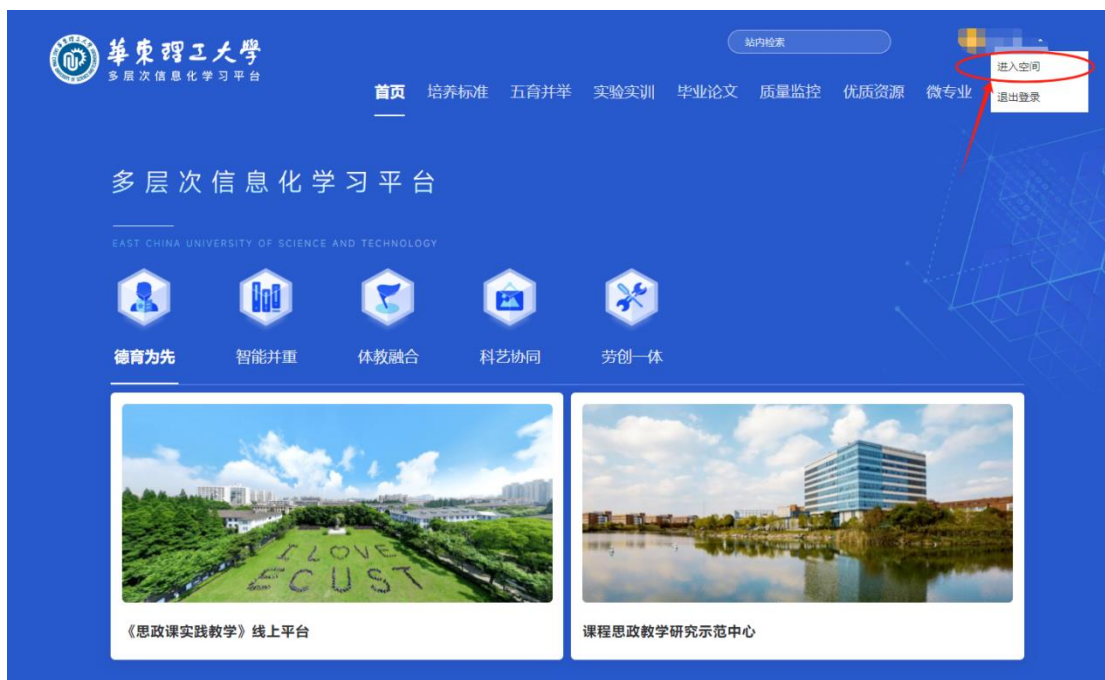 華東理工大學
多层次信息化学习平台
站内检索
进入空间
退出登录
首页 培养标准 五育并举 实验实训 毕业论文 质量监控 优质资源 微专业
多层次信息化学习平台
EAST CHINA UNIVERSITY OF SCIENCE AND TECHNOLOGY
德育为先 智能并重 体教融合 科艺协同 劳创一体
I LOVE
ECUST
《思政课实践教学》线上平台
课程思政教学研究示范中心